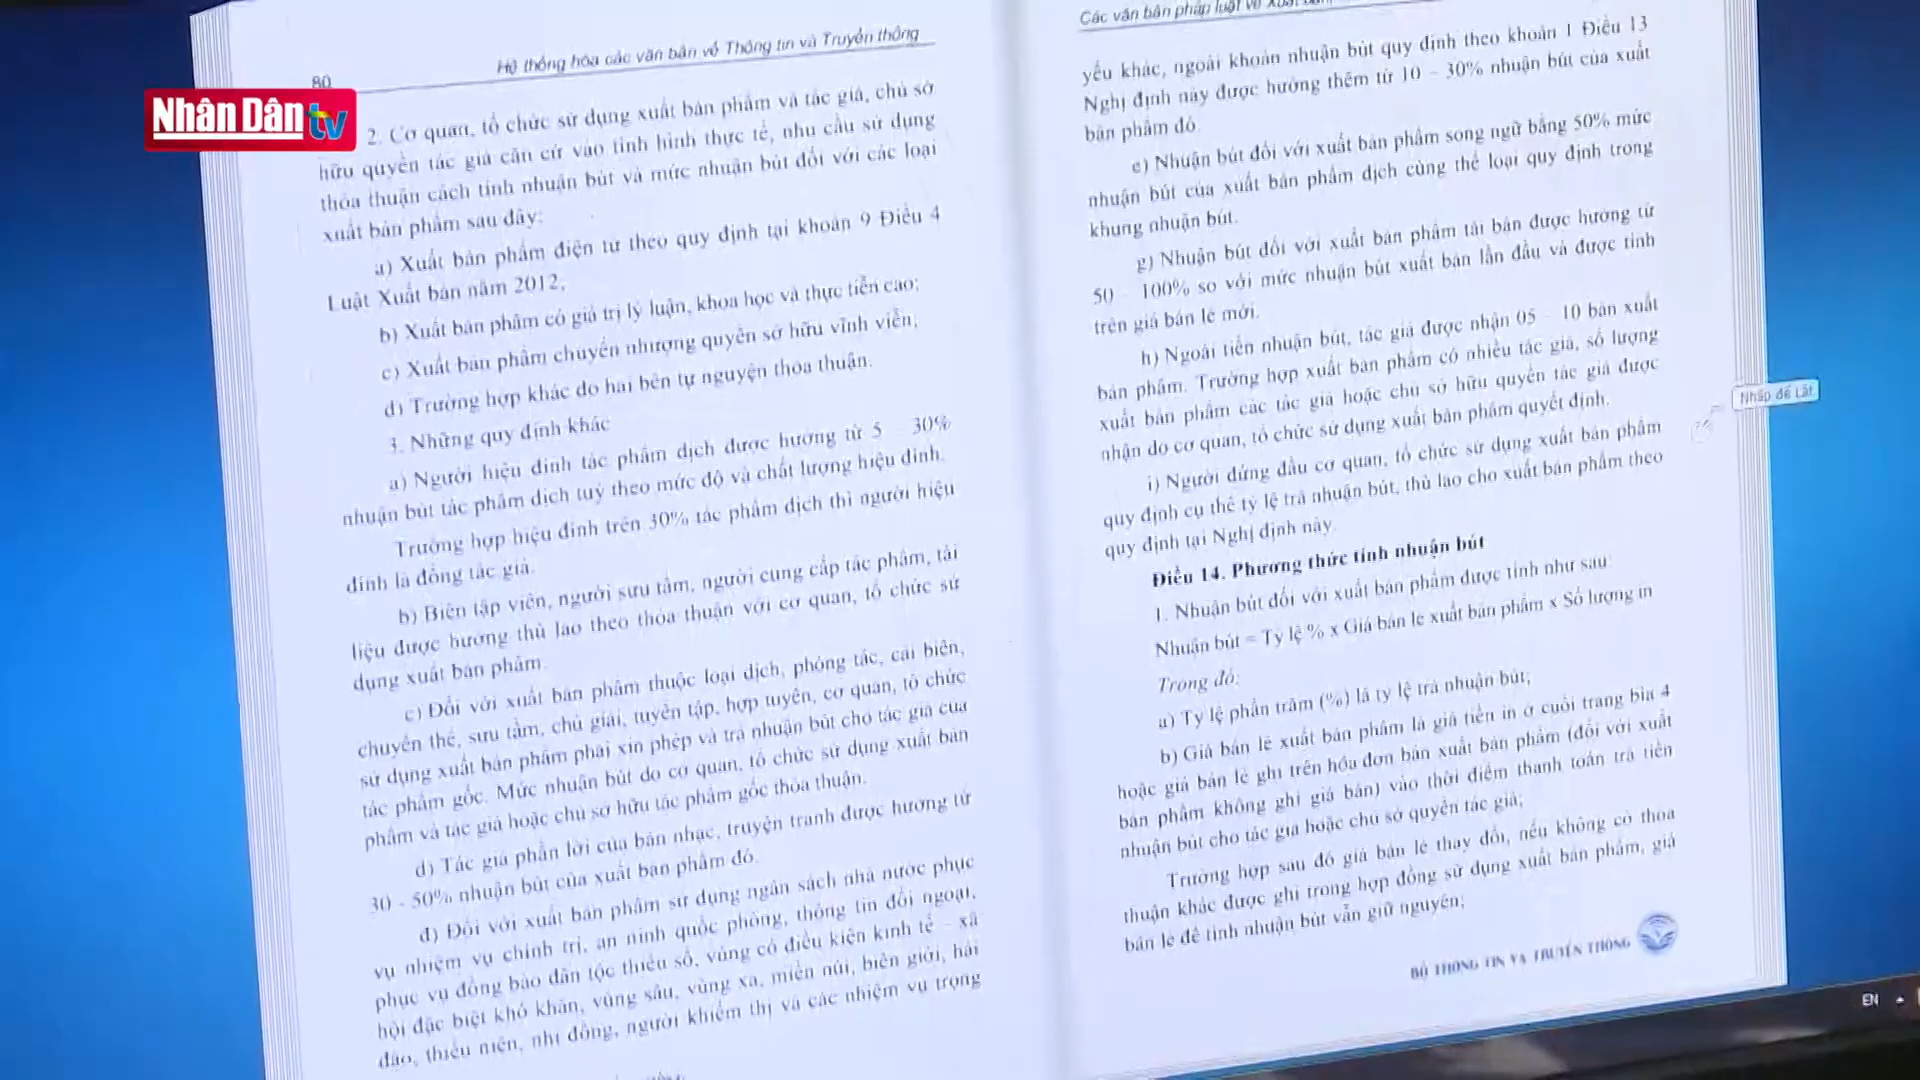 Nhân Dân tv
80
Hệ thống hóa các văn bản về Thông tin và Truyền thông
2. Cơ quan, tổ chức sử dụng xuất bản phẩm và tác giả, chủ sở
hữu quyền tác giả căn cứ vào tình hình thực tế, nhu cầu sử dụng
thỏa thuận cách tính nhuận bút và mức nhuận bút đối với các loại
xuất bản phẩm sau đây:
a) Xuất bản phẩm điện tử theo quy định tại khoản 9 Điều 4
Luật Xuất bản năm 2012;
b) Xuất bản phẩm có giá trị lý luận, khoa học và thực tiễn cao;
c) Xuất bản phẩm chuyển nhượng quyền sở hữu vĩnh viễn;
d) Trường hợp khác do hai bên tự nguyện thỏa thuận.
3. Những quy định khác
a) Người hiệu đính tác phẩm dịch được hưởng từ 5 - 30%
nhuận bút tác phẩm dịch tuỳ theo mức độ và chất lượng hiệu đính.
Trường hợp hiệu đính trên 30% tác phẩm dịch thì người hiệu
đính là đồng tác giả.
b) Biên tập viên, người sưu tầm, người cung cấp tác phẩm, tài
liệu được hưởng thù lao theo thỏa thuận với cơ quan, tổ chức sử
dụng xuất bản phẩm.
c) Đối với xuất bản phẩm thuộc loại dịch, phóng tác, cải biên,
chuyển thể, sưu tầm, chú giải, tuyển tập, hợp tuyển, cơ quan, tổ chức
sử dụng xuất bản phẩm phải xin phép và trả nhuận bút cho tác giả của
tác phẩm gốc. Mức nhuận bút do cơ quan, tổ chức sử dụng xuất bản
phẩm và tác giả hoặc chủ sở hữu tác phẩm gốc thỏa thuận.
d) Tác giả phần lời của bản nhạc, truyện tranh được hưởng từ
30 - 50% nhuận bút của xuất bản phẩm đó.
đ) Đối với xuất bản phẩm sử dụng ngân sách nhà nước phục
vụ nhiệm vụ chính trị, an ninh quốc phòng, thông tin đối ngoại,
phục vụ đồng bào dân tộc thiểu số, vùng có điều kiện kinh tế - xã
hội đặc biệt khó khăn, vùng sâu, vùng xa, miền núi, biên giới, hải
đảo, thiếu niên, nhi đồng, người khiếm thị và các nhiệm vụ trọng
Các văn bản pháp luật về Xuất bản,
yếu khác, ngoài khoản nhuận bút quy định theo khoản 1 Điều 13
Nghị định này được hưởng thêm từ 10 - 30% nhuận bút của xuất
bản phẩm đó.
e) Nhuận bút đối với xuất bản phẩm song ngữ bằng 50% mức
nhuận bút của xuất bản phẩm dịch cùng thể loại quy định trong
khung nhuận bút.
g) Nhuận bút đối với xuất bản phẩm tái bản được hưởng từ
50 - 100% so với mức nhuận bút xuất bản lần đầu và được tính
trên giá bán lẻ mới.
h) Ngoài tiền nhuận bút, tác giả được nhận 05 - 10 bản xuất
bản phẩm. Trường hợp xuất bản phẩm có nhiều tác giả, số lượng
xuất bản phẩm các tác giả hoặc chủ sở hữu quyền tác giả được
nhận do cơ quan, tổ chức sử dụng xuất bản phẩm quyết định.
i) Người đứng đầu cơ quan, tổ chức sử dụng xuất bản phẩm
quy định cụ thể tỷ lệ trả nhuận bút, thù lao cho xuất bản phẩm theo
quy định tại Nghị định này.
Điều 14. Phương thức tính nhuận bút
1. Nhuận bút đối với xuất bản phẩm được tính như sau:
Nhuận bút = Tỷ lệ % x Giá bán lẻ xuất bản phẩm x Số lượng in
Trong đó:
a) Tỷ lệ phần trăm (%) là tỷ lệ trả nhuận bút;
b) Giá bán lẻ xuất bản phẩm là giá tiền in ở cuối trang bìa 4
hoặc giá bán lẻ ghi trên hóa đơn bán xuất bản phẩm (đối với xuất
bản phẩm không ghi giá bán) vào thời điểm thanh toán trả tiền
nhuận bút cho tác giả hoặc chủ sở quyền tác giả;
Trường hợp sau đó giá bán lẻ thay đổi, nếu không có thỏa
thuận khác được ghi trong hợp đồng sử dụng xuất bản phẩm, giá
bán lẻ để tính nhuận bút vẫn giữ nguyên;
BỘ THÔNG TIN VÀ TRUYỀN THÔNG
Nhấp để Lật
EN